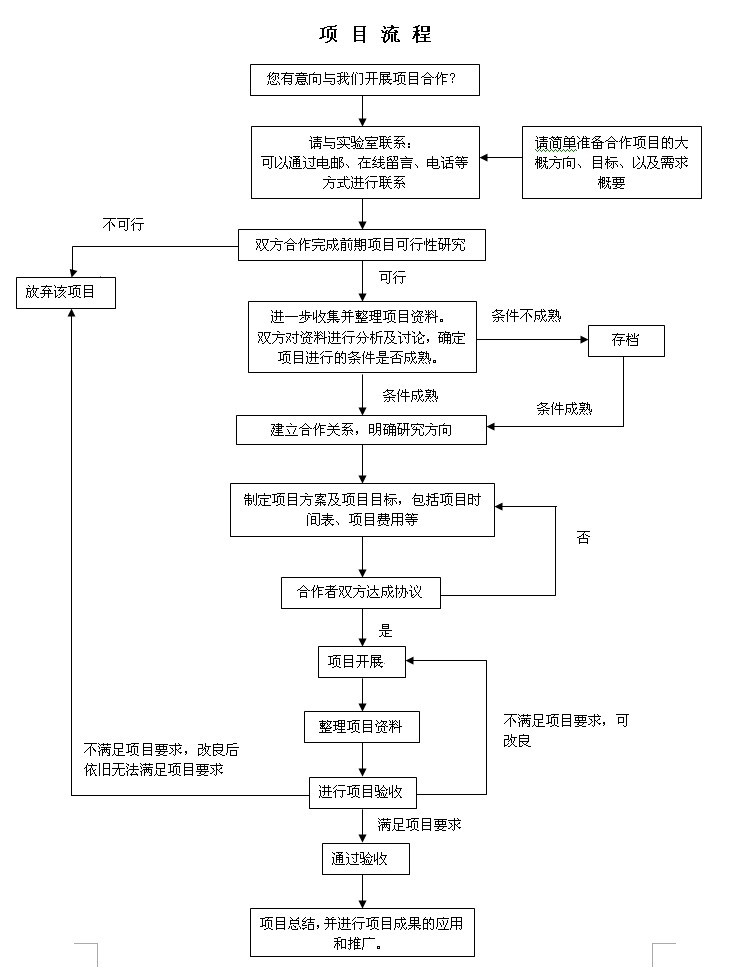 项 目 流 程
您有意向与我们开展项目合作？
请与实验室联系：
可以通过电邮、在线留言、电话等
方式进行联系
请简单准备合作项目的大
概方向、目标、以及需求
概要
不可行
双方合作完成前期项目可行性研究
可行
放弃该项目
进一步收集并整理项目资料。
双方对资料进行分析及讨论，确定
项目进行的条件是否成熟。
条件不成熟
存档
条件成熟
条件成熟
建立合作关系，明确研究方向
制定项目方案及项目目标，包括项目时
间表、项目费用等
否
合作者双方达成协议
是
项目开展
整理项目资料
不满足项目要求，可
改良
不满足项目要求，改良后
依旧无法满足项目要求
进行项目验收
满足项目要求
通过验收
项目总结，并进行项目成果的应用
和推广。